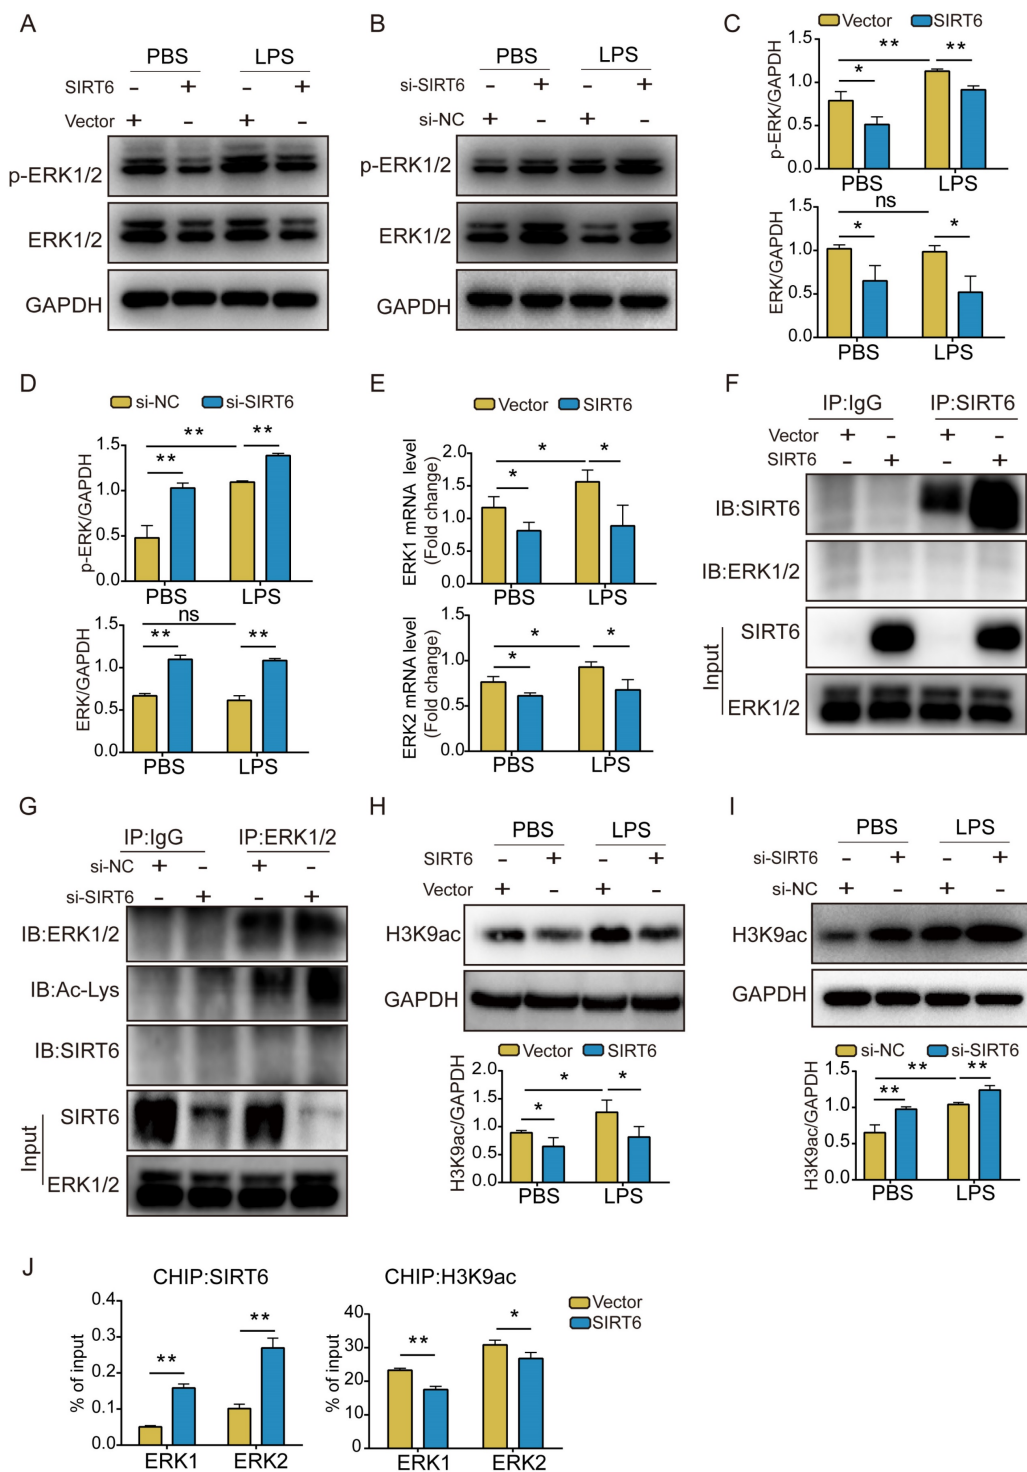 A
PBS LPS
SIRT6 - + - +
Vector + - + -
p-ERK1/2
ERK1/2
GAPDH
B
PBS LPS
si-SIRT6 - + - +
si-NC + - + -
p-ERK1/2
ERK1/2
GAPDH
C
Vector SIRT6
p-ERK/GAPDH
1.5
1.0
0.5
0.0
* ** **
PBS LPS
ERK/GAPDH
1.5
1.0
0.5
0.0
* ns *
PBS LPS
D
si-NC si-SIRT6
p-ERK/GAPDH
1.5
1.0
0.5
0.0
** ** **
PBS LPS
ERK/GAPDH
1.5
1.0
0.5
0.0
** ns **
PBS LPS
E
Vector SIRT6
ERK1 mRNA level
(Fold change)
2.0
1.5
1.0
0.5
0.0
* * *
PBS LPS
ERK2 mRNA level
(Fold change)
1.5
1.0
0.5
0.0
* * *
PBS LPS
F
IP:IgG IP:SIRT6
Vector + - + -
SIRT6 - + - +
IB:SIRT6
IB:ERK1/2
Input
SIRT6
ERK1/2
G
IP:IgG IP:ERK1/2
si-NC + - + -
si-SIRT6 - + - +
IB:ERK1/2
IB:Ac-Lys
IB:SIRT6
Input
SIRT6
ERK1/2
H
PBS LPS
SIRT6 - + - +
Vector + - + -
H3K9ac
GAPDH
Vector SIRT6
H3K9ac/GAPDH
2.0
1.5
1.0
0.5
0.0
* * *
PBS LPS
I
PBS LPS
si-SIRT6 - + - +
si-NC + - + -
H3K9ac
GAPDH
si-NC si-SIRT6
H3K9ac/GAPDH
1.5
1.0
0.5
0.0
** ** **
PBS LPS
J
CHIP:SIRT6
% of input
0.4
0.3
0.2
0.1
0.0
** **
ERK1 ERK2
CHIP:H3K9ac
Vector
SIRT6
% of input
40
30
20
10
0
** *
ERK1 ERK2